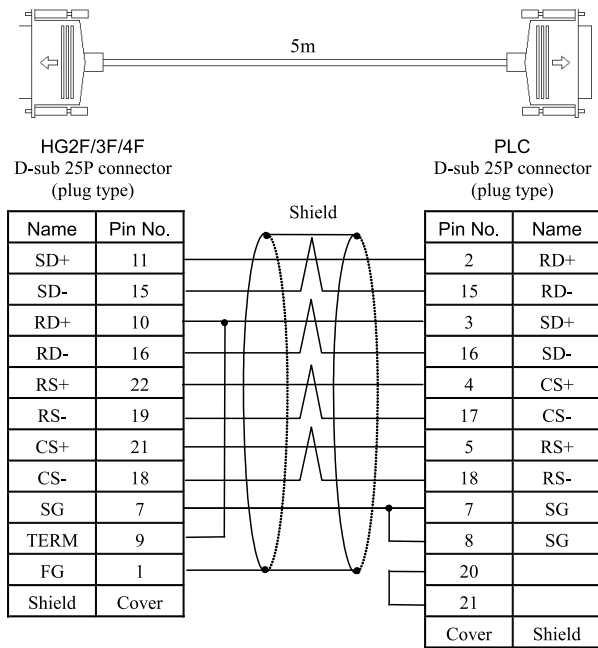 5m
HG2F/3F/4F
D-sub 25P connector
(plug type)
PLC
D-sub 25P connector
(plug type)
Shield
Name Pin No.
SD+ 11
SD- 15
RD+ 10
RD- 16
RS+ 22
RS- 19
CS+ 21
CS- 18
SG 7
TERM 9
FG 1
Shield Cover
Pin No. Name
2 RD+
15 RD-
3 SD+
16 SD-
4 CS+
17 CS-
5 RS+
18 RS-
7 SG
8 SG
20
21
Cover Shield